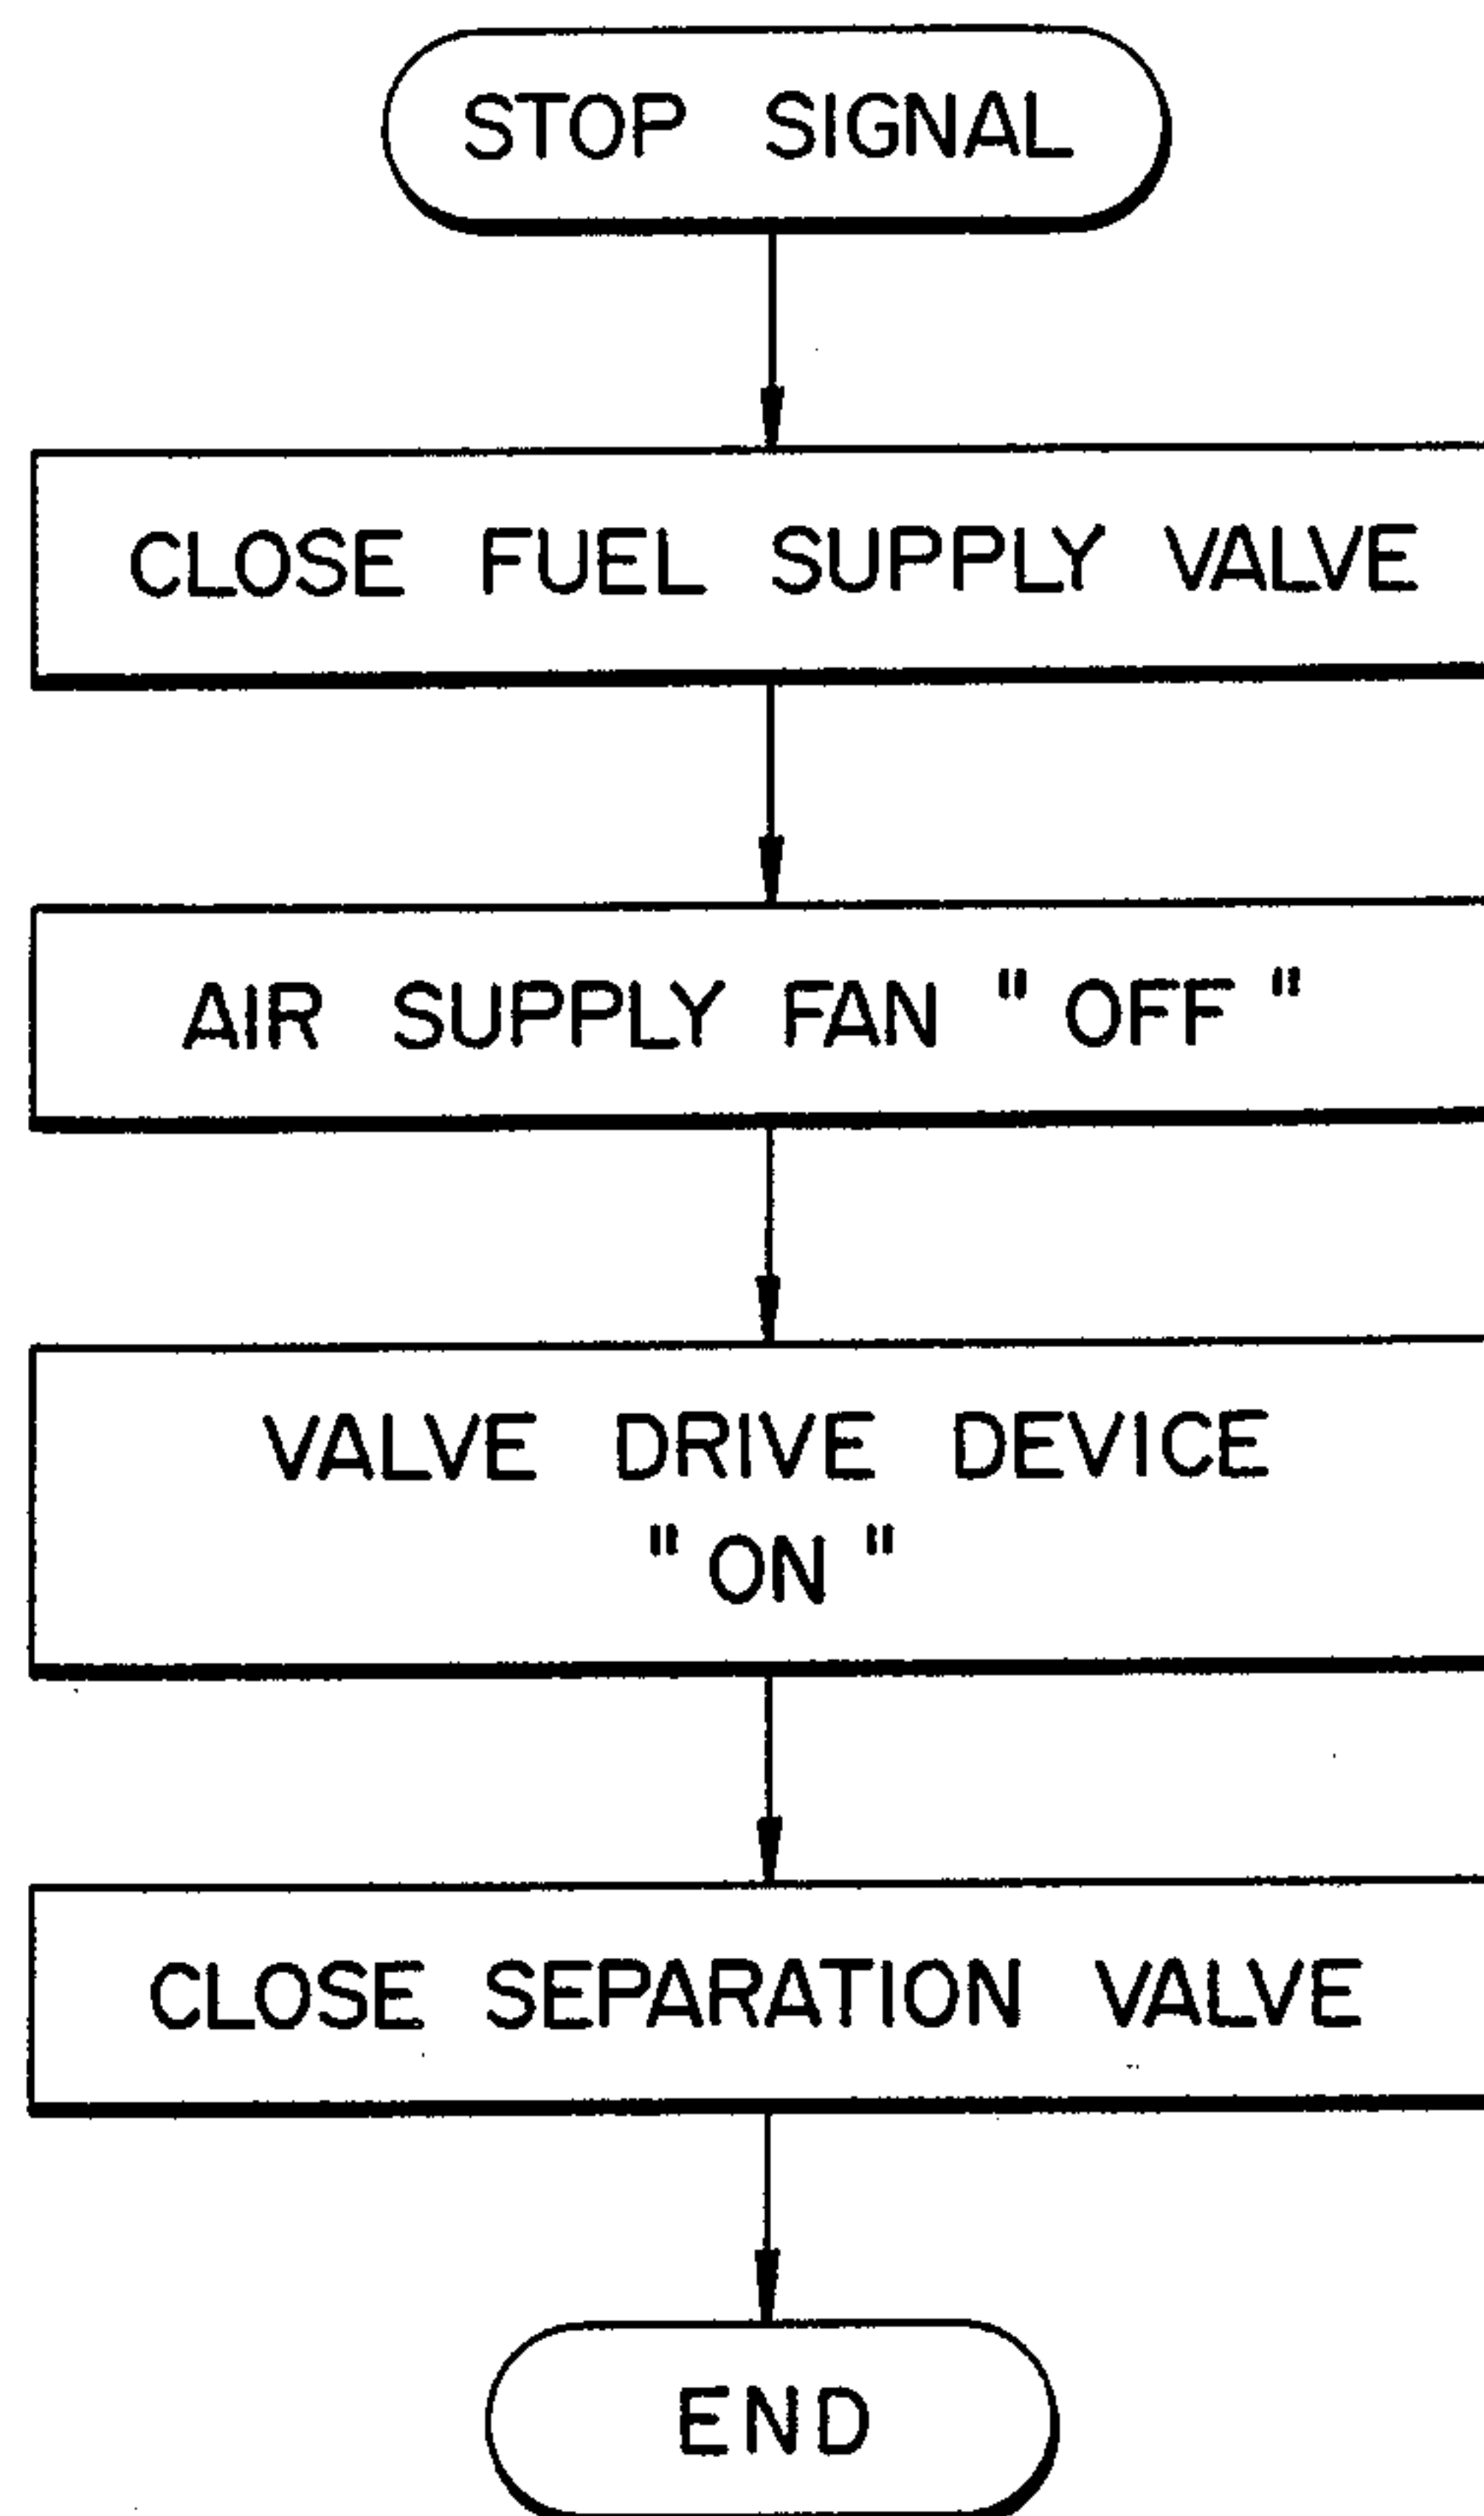 STOP SIGNAL
CLOSE FUEL SUPPLY VALVE
AIR SUPPLY FAN "OFF"
VALVE DRIVE DEVICE
"ON"
CLOSE SEPARATION VALVE
END